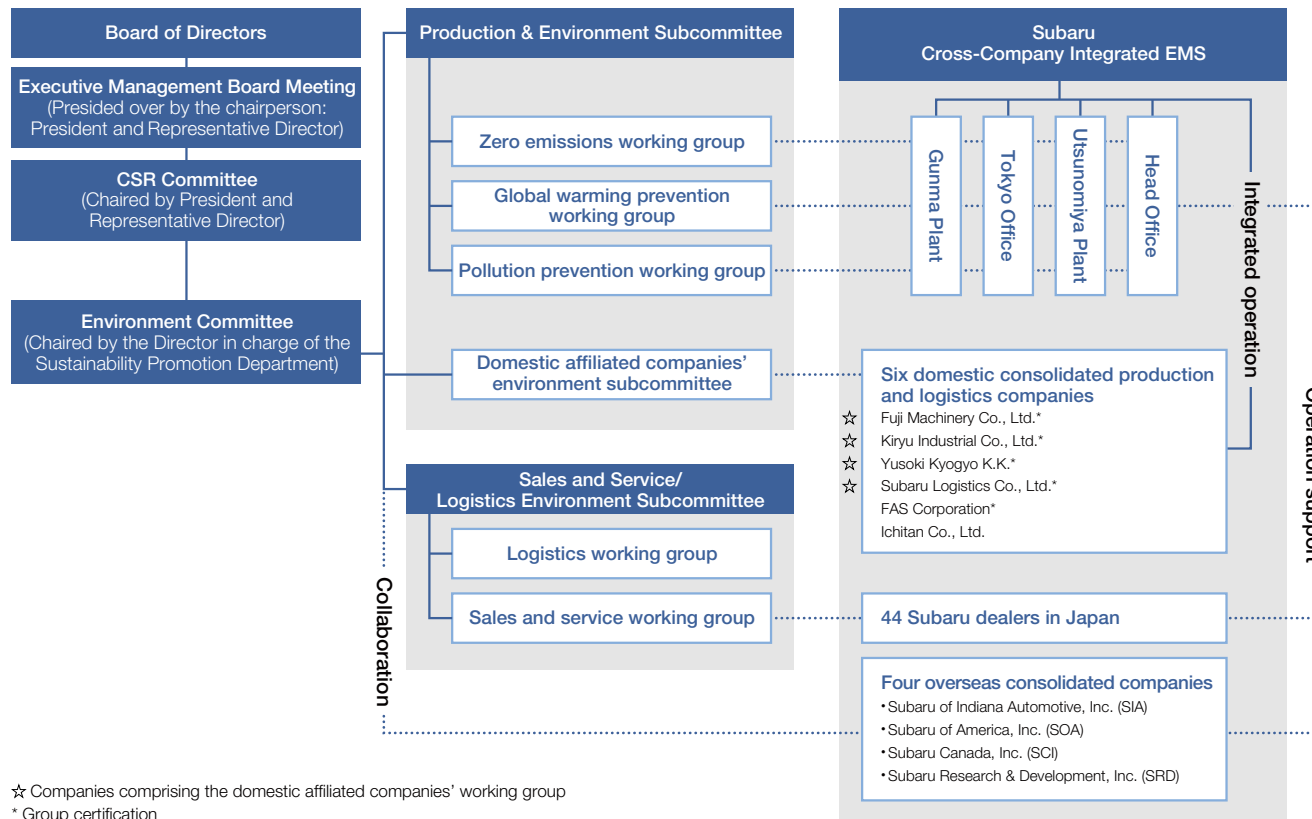 Board of Directors
Executive Management Board Meeting
(Presided over by the chairperson:
President and Representative Director)
CSR Committee
(Chaired by President and
Representative Director)
Environment Committee
(Chaired by the Director in charge of the
Sustainability Promotion Department)
Production & Environment Subcommittee
Zero emissions working group
Global warming prevention
working group
Pollution prevention working group
Domestic affiliated companies’
environment subcommittee
Sales and Service/
Logistics Environment Subcommittee
Logistics working group
Sales and service working group
Collaboration
Subaru
Cross-Company Integrated EMS
Gunma Plant
Tokyo Office
Utsunomiya Plant
Head Office
Integrated operation
Six domestic consolidated production
and logistics companies
☆ Fuji Machinery Co., Ltd.*
☆ Kiryu Industrial Co., Ltd.*
☆ Yusoki Kyogyo K.K.*
☆ Subaru Logistics Co., Ltd.*
FAS Corporation*
Ichitan Co., Ltd.
44 Subaru dealers in Japan
Four overseas consolidated companies
•Subaru of Indiana Automotive, Inc. (SIA)
•Subaru of America, Inc. (SOA)
•Subaru Canada, Inc. (SCI)
•Subaru Research & Development, Inc. (SRD)
Operation support
☆ Companies comprising the domestic affiliated companies’ working group
* Group certification